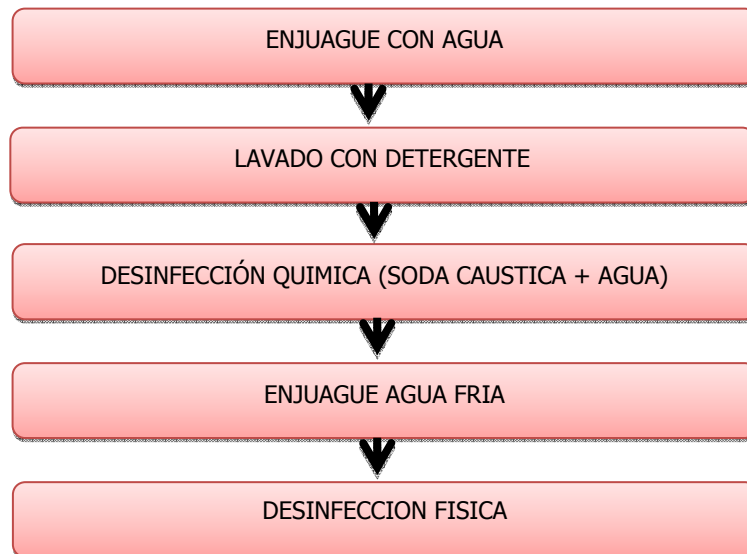 ENJUAGUE CON AGUA
LAVADO CON DETERGENTE
DESINFECCIÓN QUIMICA (SODA CAUSTICA + AGUA)
ENJUAGUE AGUA FRIA
DESINFECCION FISICA